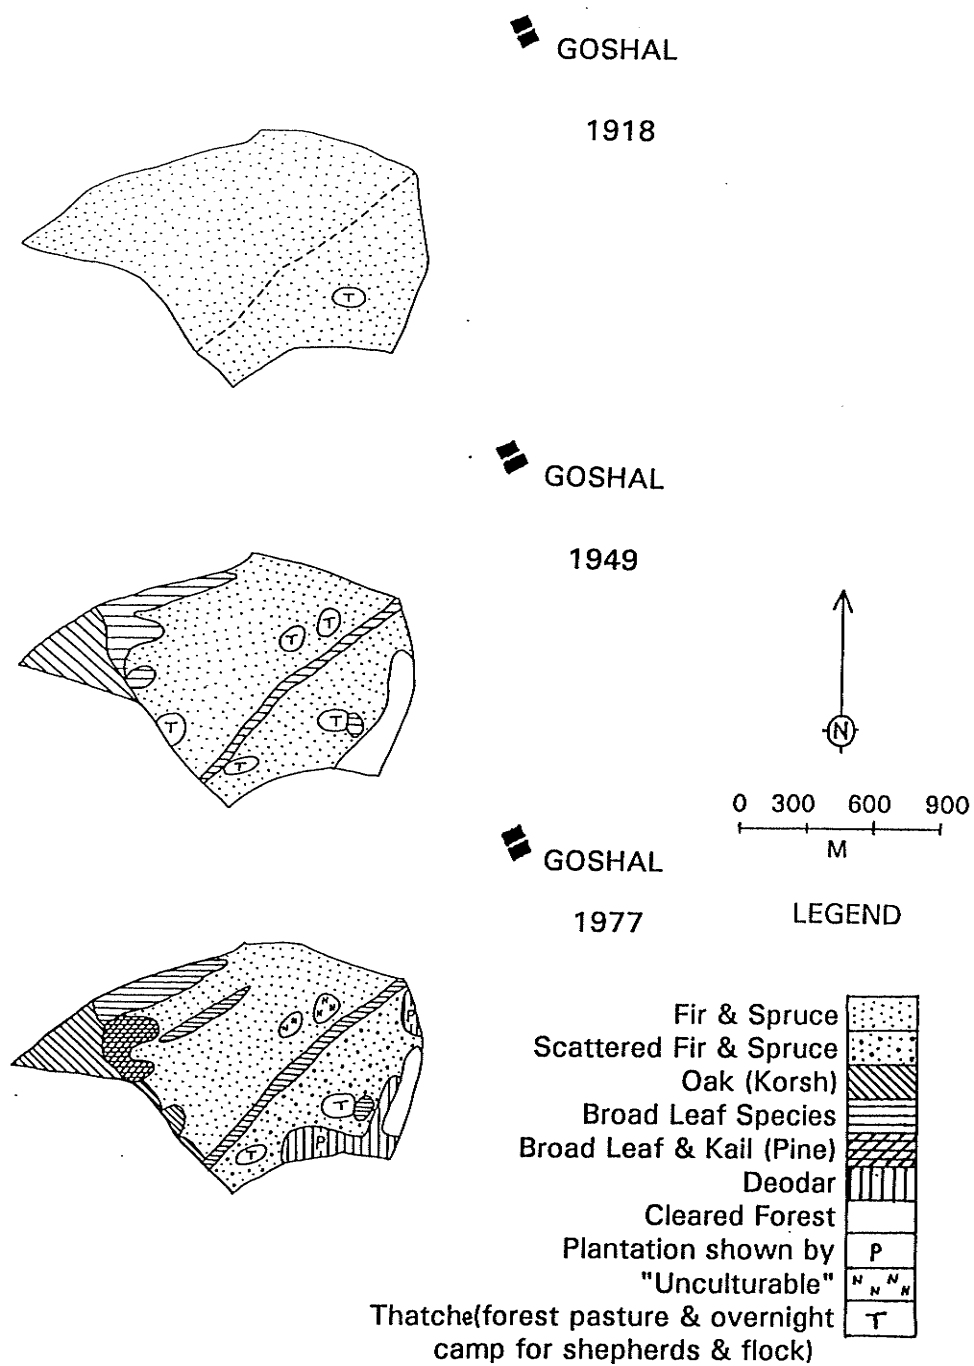 GOSHAL
1918
T
GOSHAL
1949
T
T
T
T
T
N
0 300 600 900
M
GOSHAL
1977
LEGEND
N N
N N
N N
P
T
P
T
Fir & Spruce
Scattered Fir & Spruce
Oak (Korsh)
Broad Leaf Species
Broad Leaf & Kail (Pine)
Deodar
Cleared Forest
Plantation shown by P
"Unculturable" N N N N
Thatche(forest pasture & overnight T
camp for shepherds & flock)